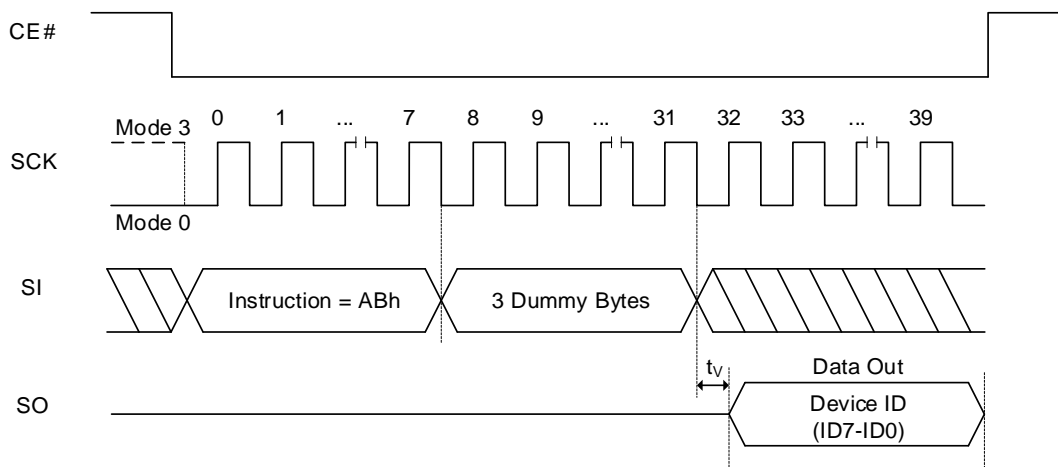 CE#
0 1 ... 7 8 9 ... 31 32 33 ... 39
Mode 3
SCK
Mode 0
SI
Instruction = ABh
3 Dummy Bytes
tV
Data Out
SO
Device ID
(ID7-ID0)